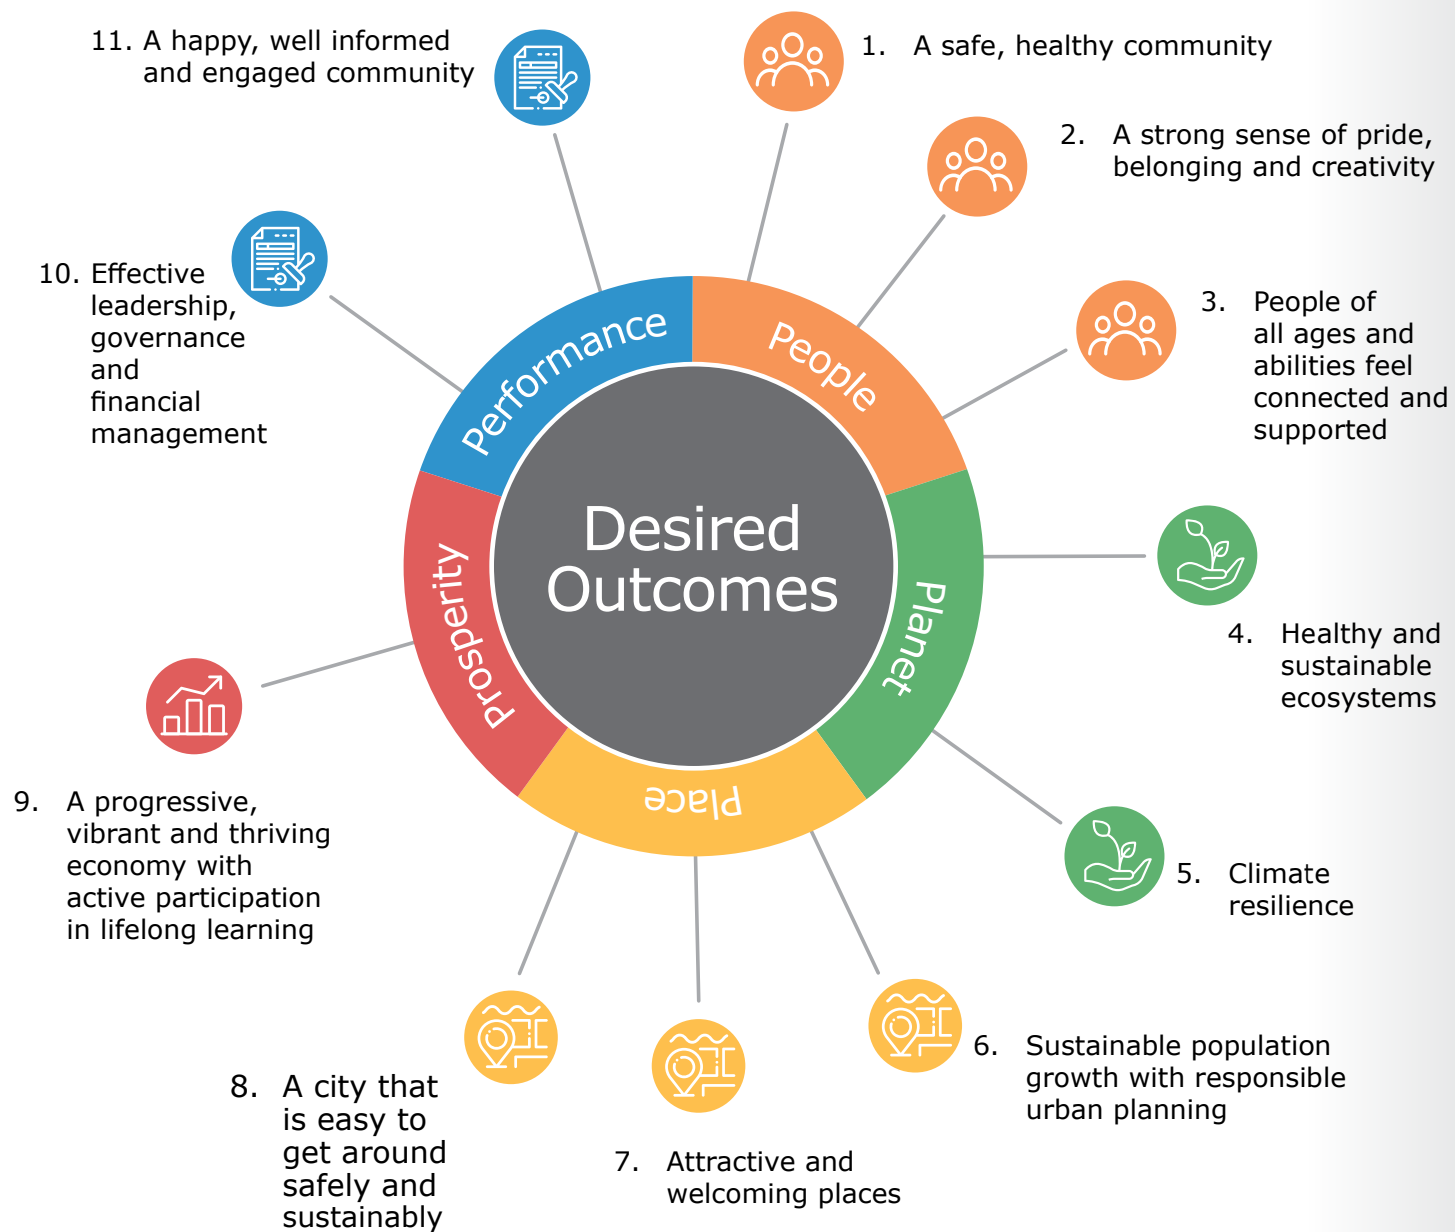 Desired
Outcomes
People
Planet
Place
Prosperity
Performance
1. A safe, healthy community
2. A strong sense of pride,
belonging and creativity
3. People of
all ages and
abilities feel
connected and
supported
4. Healthy and
sustainable
ecosystems
5. Climate
resilience
6. Sustainable population
growth with responsible
urban planning
7. Attractive and
welcoming places
8. A city that
is easy to
get around
safely and
sustainably
9. A progressive,
vibrant and thriving
economy with
active participation
in lifelong learning
10. Effective
leadership,
governance
and
financial
management
11. A happy, well informed
and engaged community